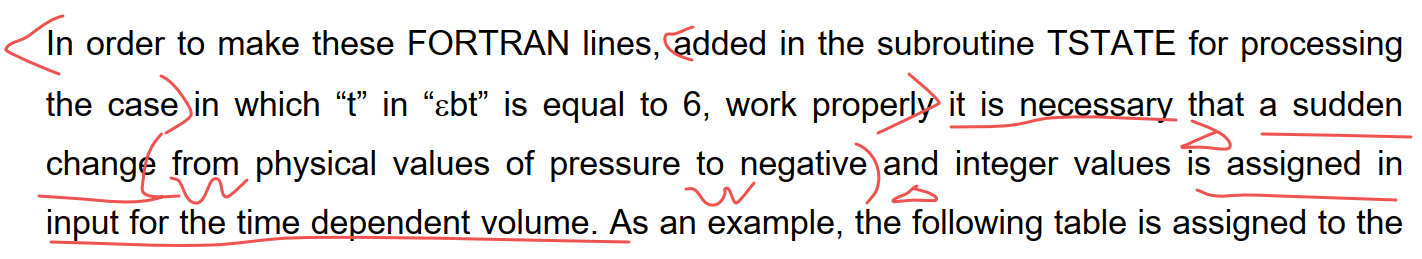 In order to make these FORTRAN lines, added in the subroutine TSTATE for processing
the case in which “t” in “εbt” is equal to 6, work properly it is necessary that a sudden
change from physical values of pressure to negative and integer values is assigned in
input for the time dependent volume. As an example, the following table is assigned to the